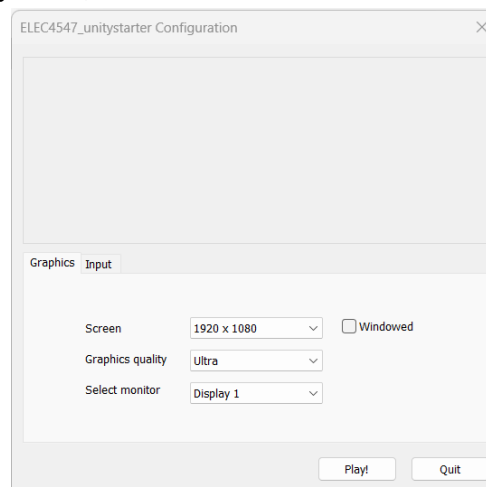 ELEC4547_unitystarter Configuration
Graphics Input
Screen 1920 x 1080 Windowed
Graphics quality Ultra
Select monitor Display 1
Play! Quit